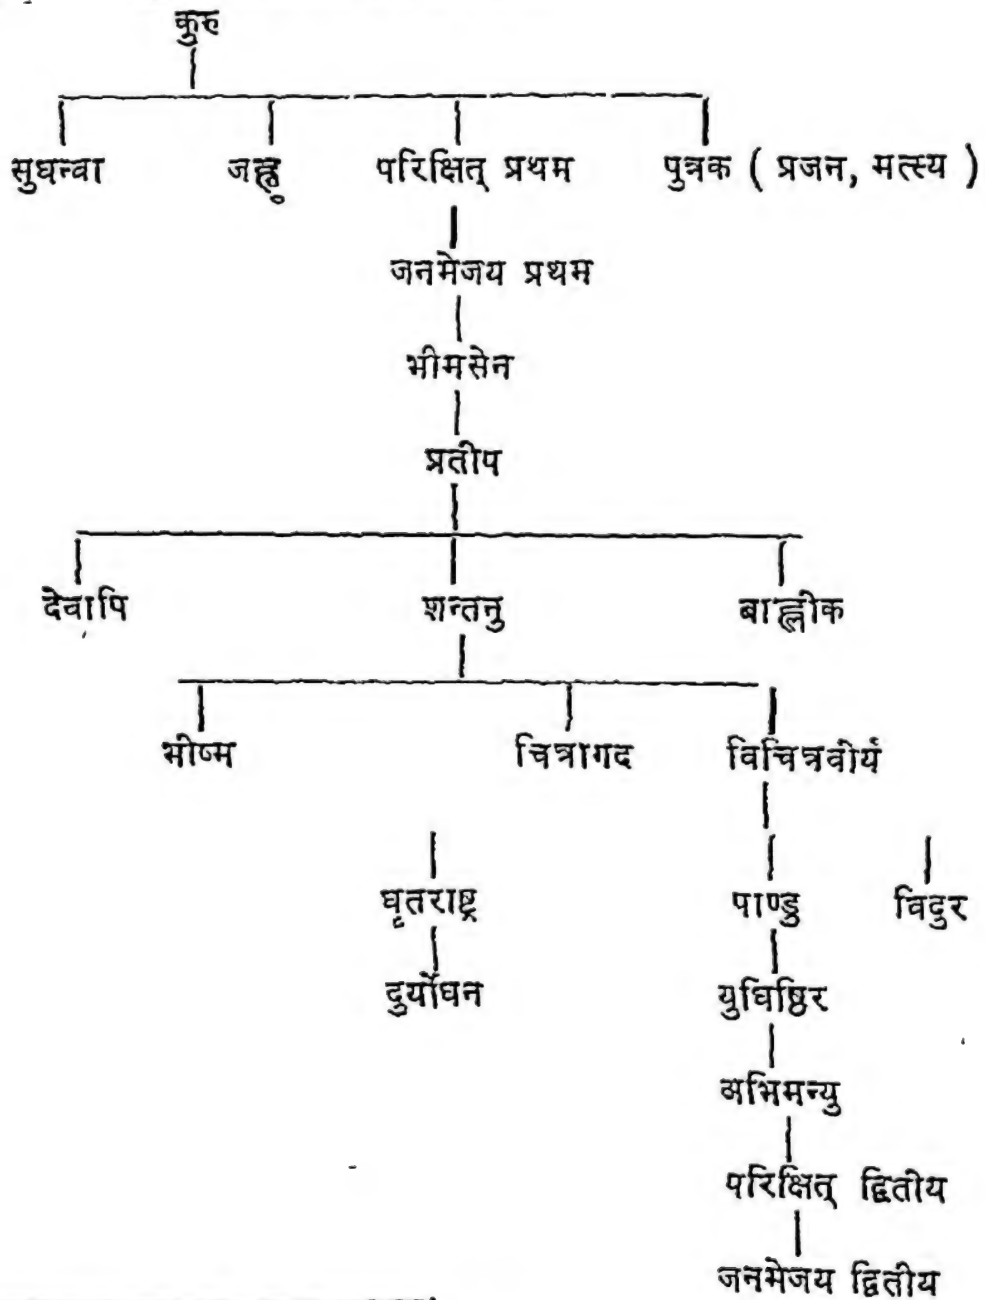 कुरु
सुघन्वा जह्नु परिक्षित् प्रथम पुत्रक ( प्रजन, मत्स्य )
जनमेजय प्रथम
भीमसेन
प्रतीप
देवापि शन्तनु बाह्लीक
भीष्म चित्रागद विचित्रवीर्य
घृतराष्ट्र पाण्डु विदुर
दुर्योधन युघिष्ठिर
अभिमन्यु
परिक्षित् द्वितीय
जनमेजय द्वितीय